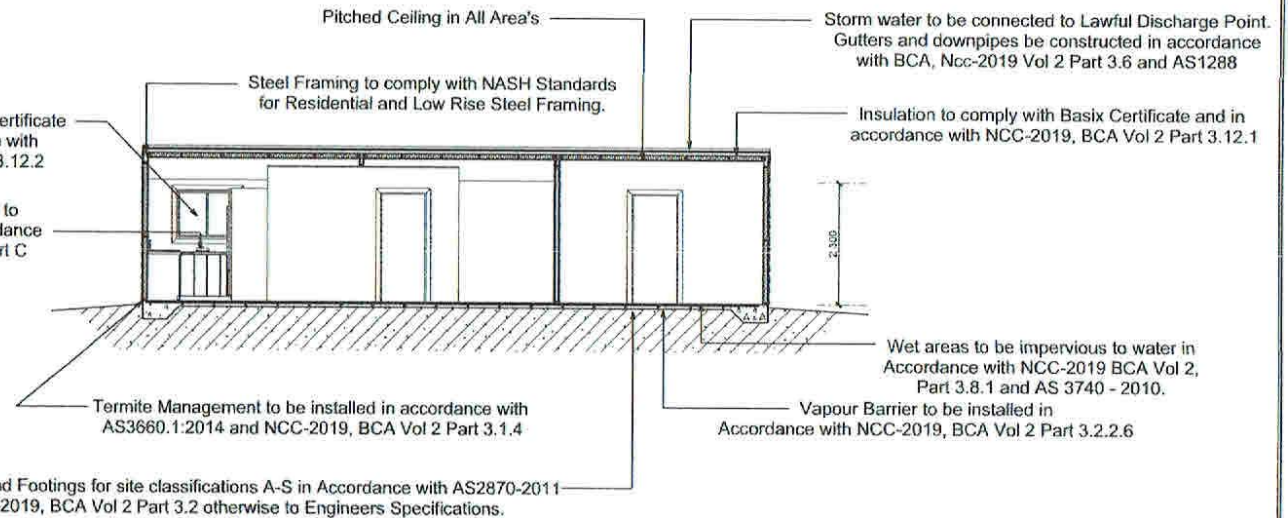 Pitched Ceiling in All Area's
Storm water to be connected to Lawful Discharge Point.
Gutters and downpipes be constructed in accordance
with BCA, Ncc-2019 Vol 2 Part 3.6 and AS1288
Steel Framing to comply with NASH Standards
for Residential and Low Rise Steel Framing.
Insulation to comply with Basix Certificate and in
accordance with NCC-2019, BCA Vol 2 Part 3.12.1
ertificate
with
3.12.2
to
dance
rt C
2,300
Wet areas to be impervious to water in
Accordance with NCC-2019 BCA Vol 2,
Part 3.8.1 and AS 3740 - 2010.
Termite Management to be installed in accordance with
AS3660.1:2014 and NCC-2019, BCA Vol 2 Part 3.1.4
Vapour Barrier to be installed in
Accordance with NCC-2019, BCA Vol 2 Part 3.2.2.6
d Footings for site classifications A-S in Accordance with AS2870-2011
2019, BCA Vol 2 Part 3.2 otherwise to Engineers Specifications.